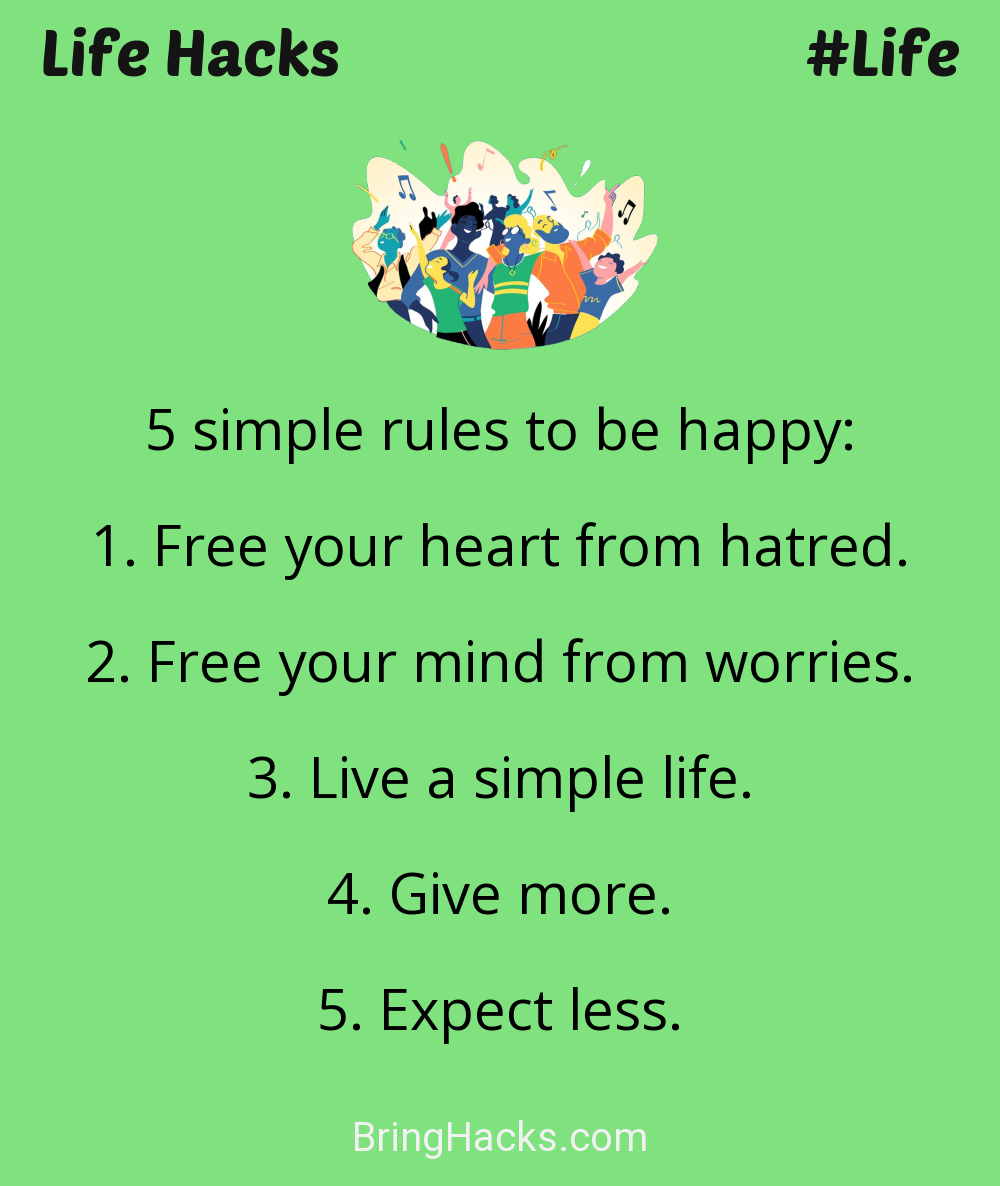 Life Hacks
#Life
5 simple rules to be happy:
1. Free your heart from hatred.
2. Free your mind from worries.
3. Live a simple life.
4. Give more.
5. Expect less.
BringHacks.com